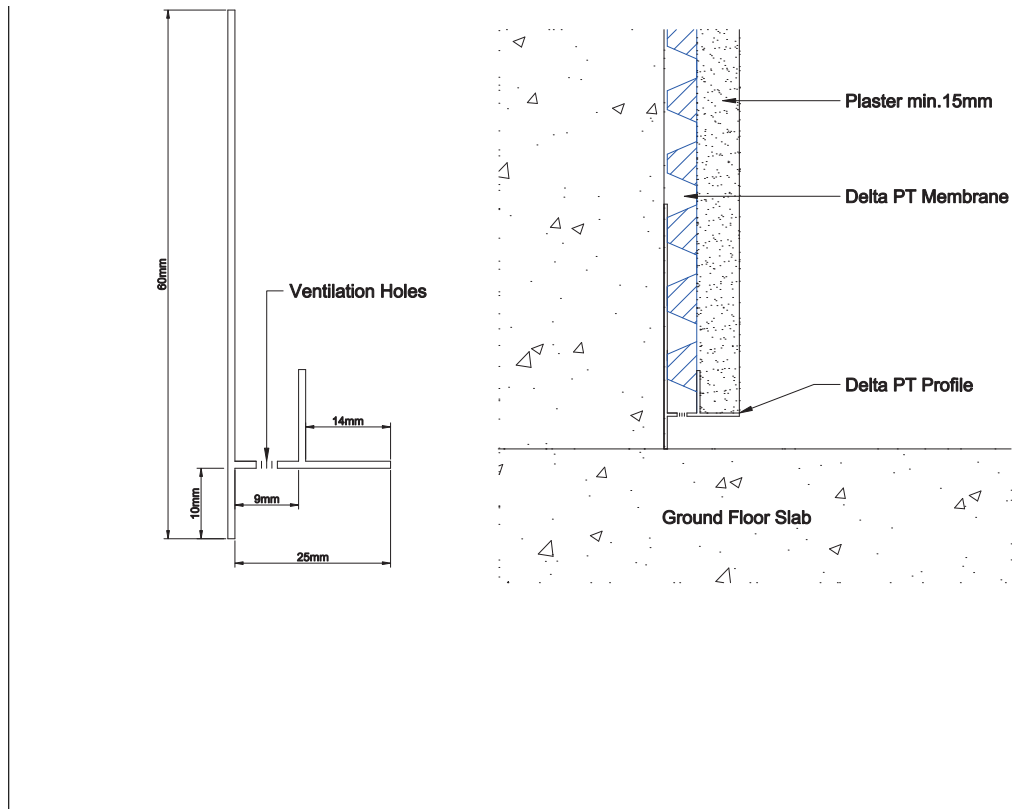 60mm
Ventilation Holes
14mm
10mm
9mm
25mm
Plaster min.15mm
Delta PT Membrane
Delta PT Profile
Ground Floor Slab